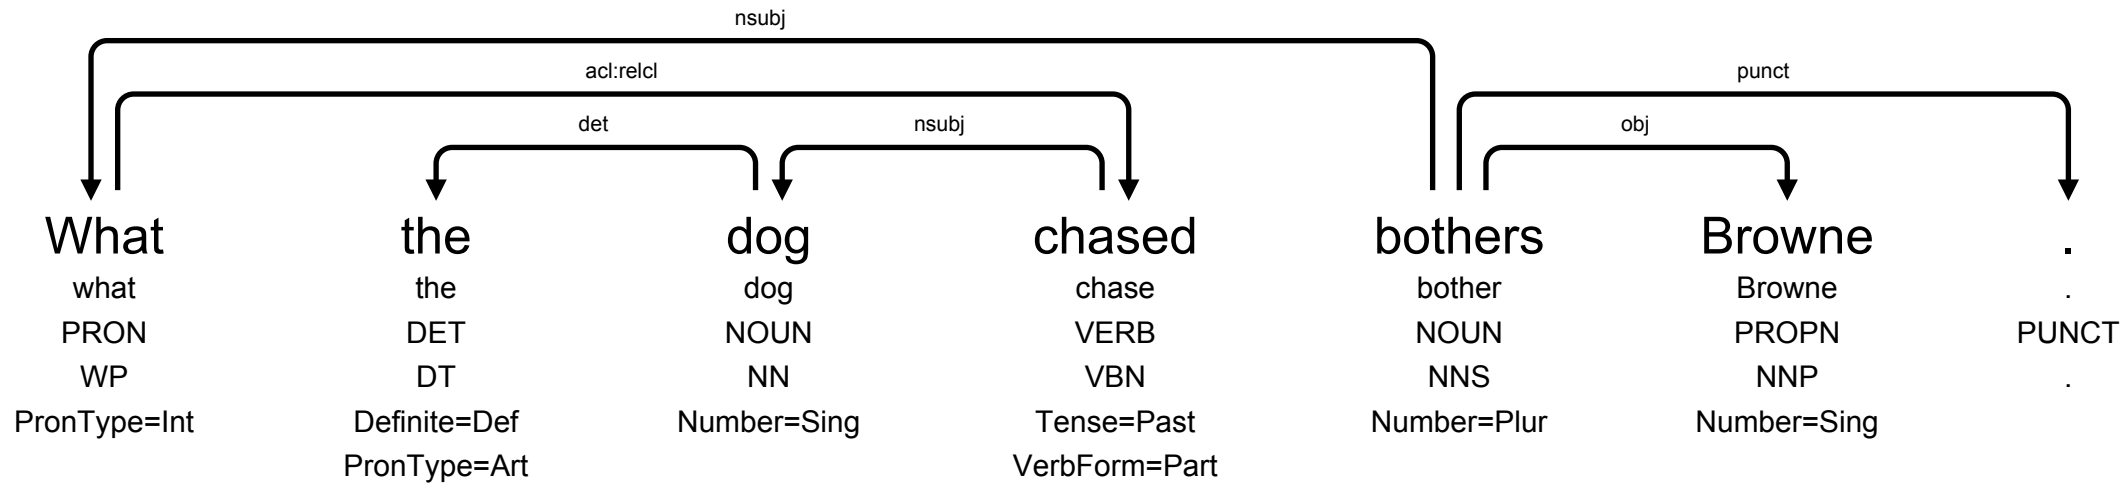 nsubj
acl:relcl punct
det nsubj obj
What the dog chased bothers Browne .
what the dog chase bother Browne .
PRON DET NOUN VERB NOUN PROPN PUNCT
WP DT NN VBN NNS NNP .
PronType=Int Definite=Def Number=Sing Tense=Past Number=Plur Number=Sing
PronType=Art VerbForm=Part